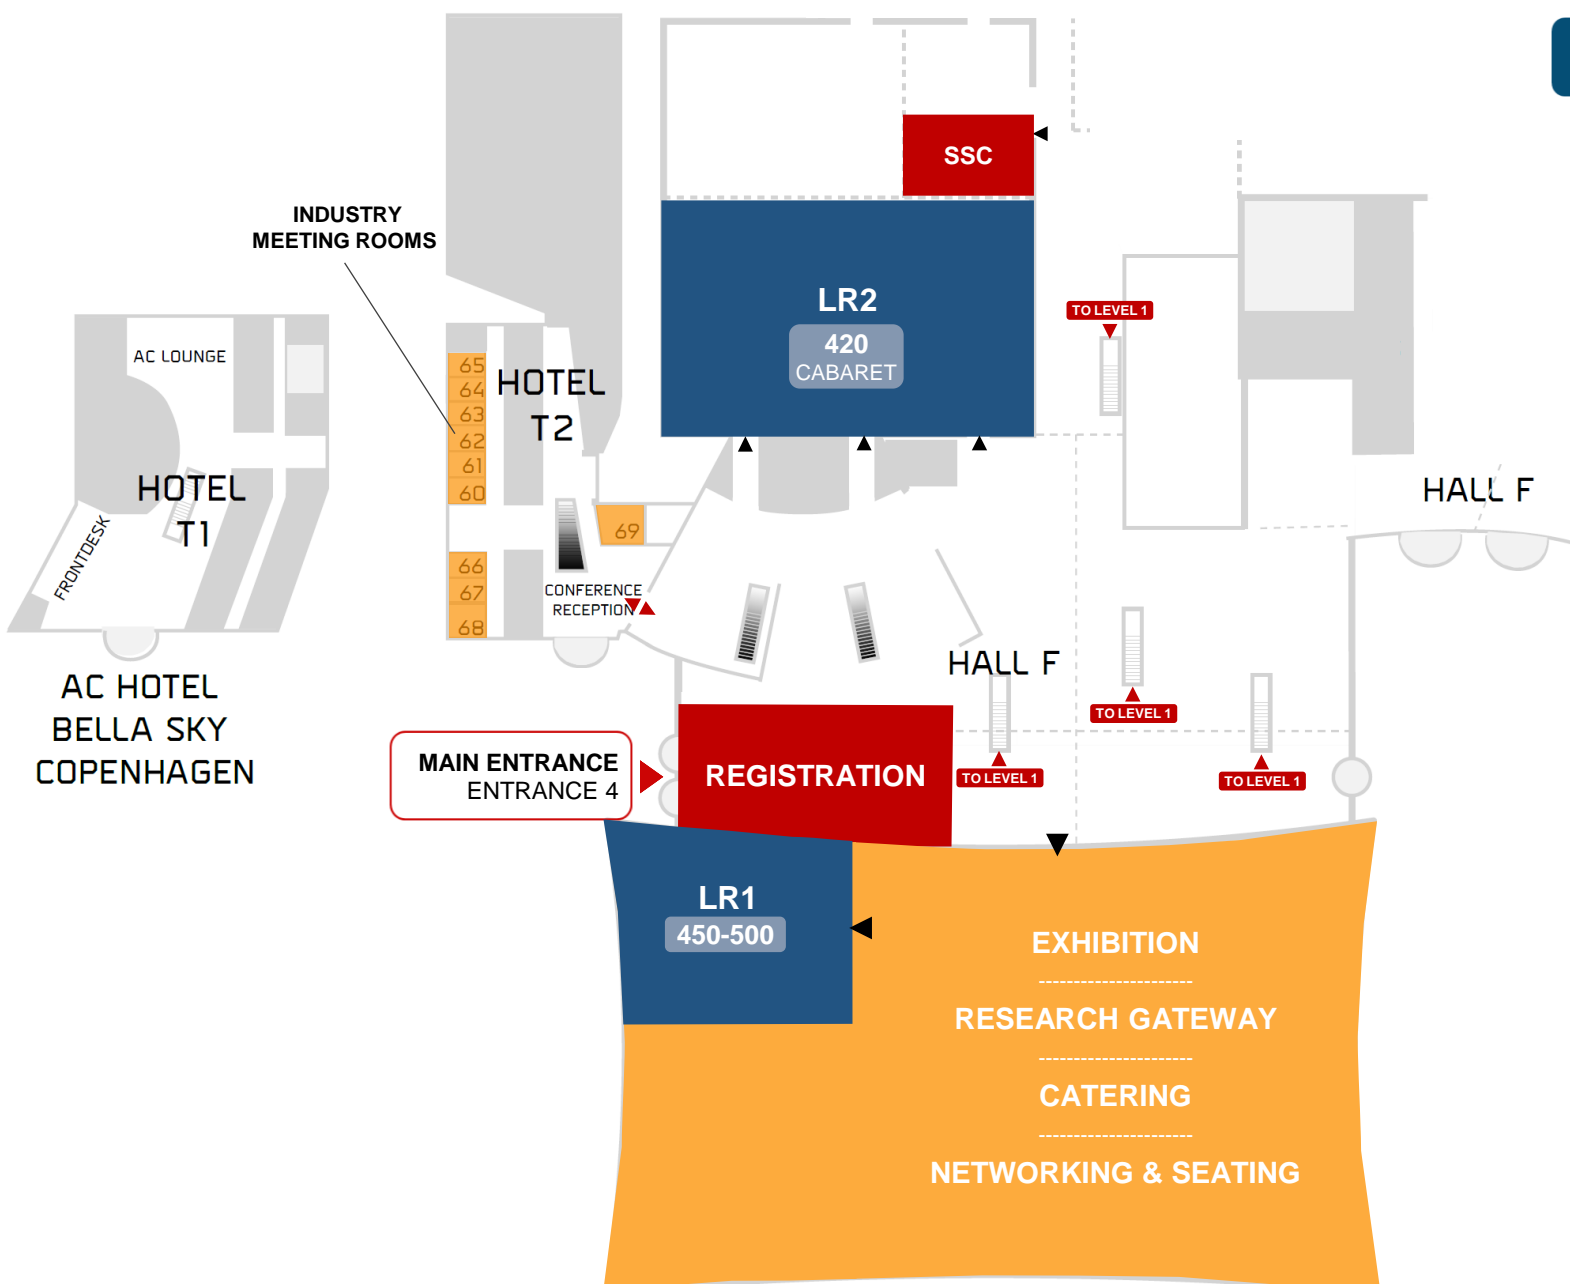 SSC
INDUSTRY
MEETING ROOMS
LR2
420
CABARET
TO LEVEL 1
AC LOUNGE
65
64
63
62
61
60
HOTEL
T2
HOTEL
T1
FRONTDESK
69
66
67
68
CONFERENCE
RECEPTION
HALL F
HALL F
AC HOTEL
BELLA SKY
COPENHAGEN
MAIN ENTRANCE
ENTRANCE 4
REGISTRATION
TO LEVEL 1
TO LEVEL 1
TO LEVEL 1
LR1
450-500
EXHIBITION
----------------------
RESEARCH GATEWAY
----------------------
CATERING
----------------------
NETWORKING & SEATING